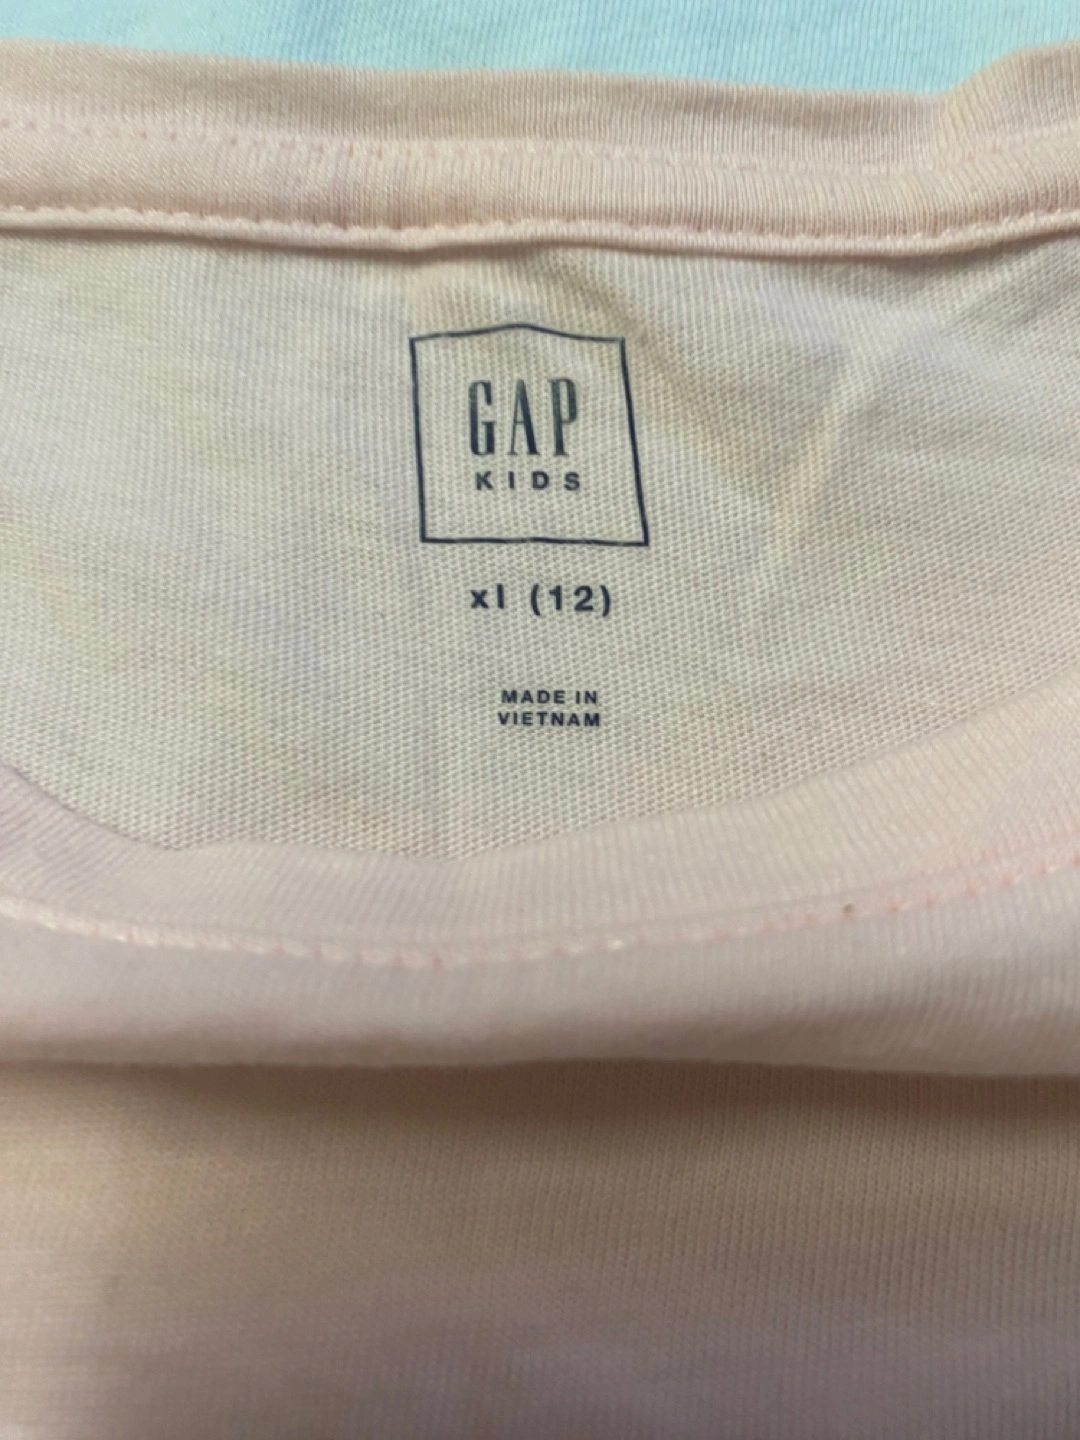 GAP
KIDS
xl (12)
MADE IN
VIETNAM